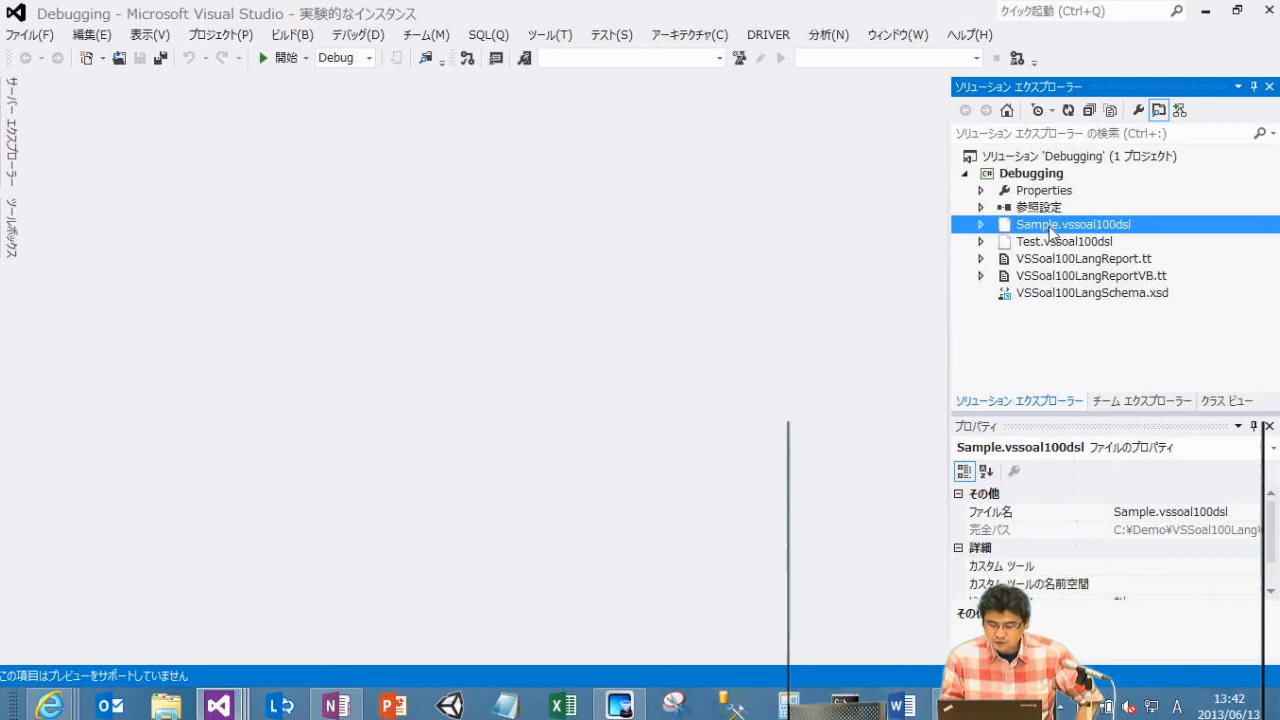 Debugging - Microsoft Visual Studio - 実験的なインスタンス
クイック起動 (Ctrl+Q)
ファイル(F) 編集(E) 表示(V) プロジェクト(P) ビルド(B) デバッグ(D) チーム(M) SQL(Q) ツール(T) テスト(S) アーキテクチャ(C) DRIVER 分析(N) ウィンドウ(W) ヘルプ(H)
開始 Debug
サーバー エクスプローラー
ツールボックス
ソリューション エクスプローラー
ソリューション エクスプローラー の検索 (Ctrl+:)
ソリューション 'Debugging' (1 プロジェクト)
C# Debugging
Properties
参照設定
Sample.vssoal100dsl
Test.vssoal100dsl
VSSoal100LangReport.tt
VSSoal100LangReportVB.tt
VSSoal100LangSchema.xsd
ソリューション エクスプローラー チーム エクスプローラー クラス ビュー
プロパティ
Sample.vssoal100dsl ファイルのプロパティ
その他
ファイル名 Sample.vssoal100dsl
完全パス C:¥Demo¥VSSoal100Lang¥
詳細
カスタム ツール
カスタム ツールの名前空間
この項目はプレビューをサポートしていません
A
13:42
2013/06/13